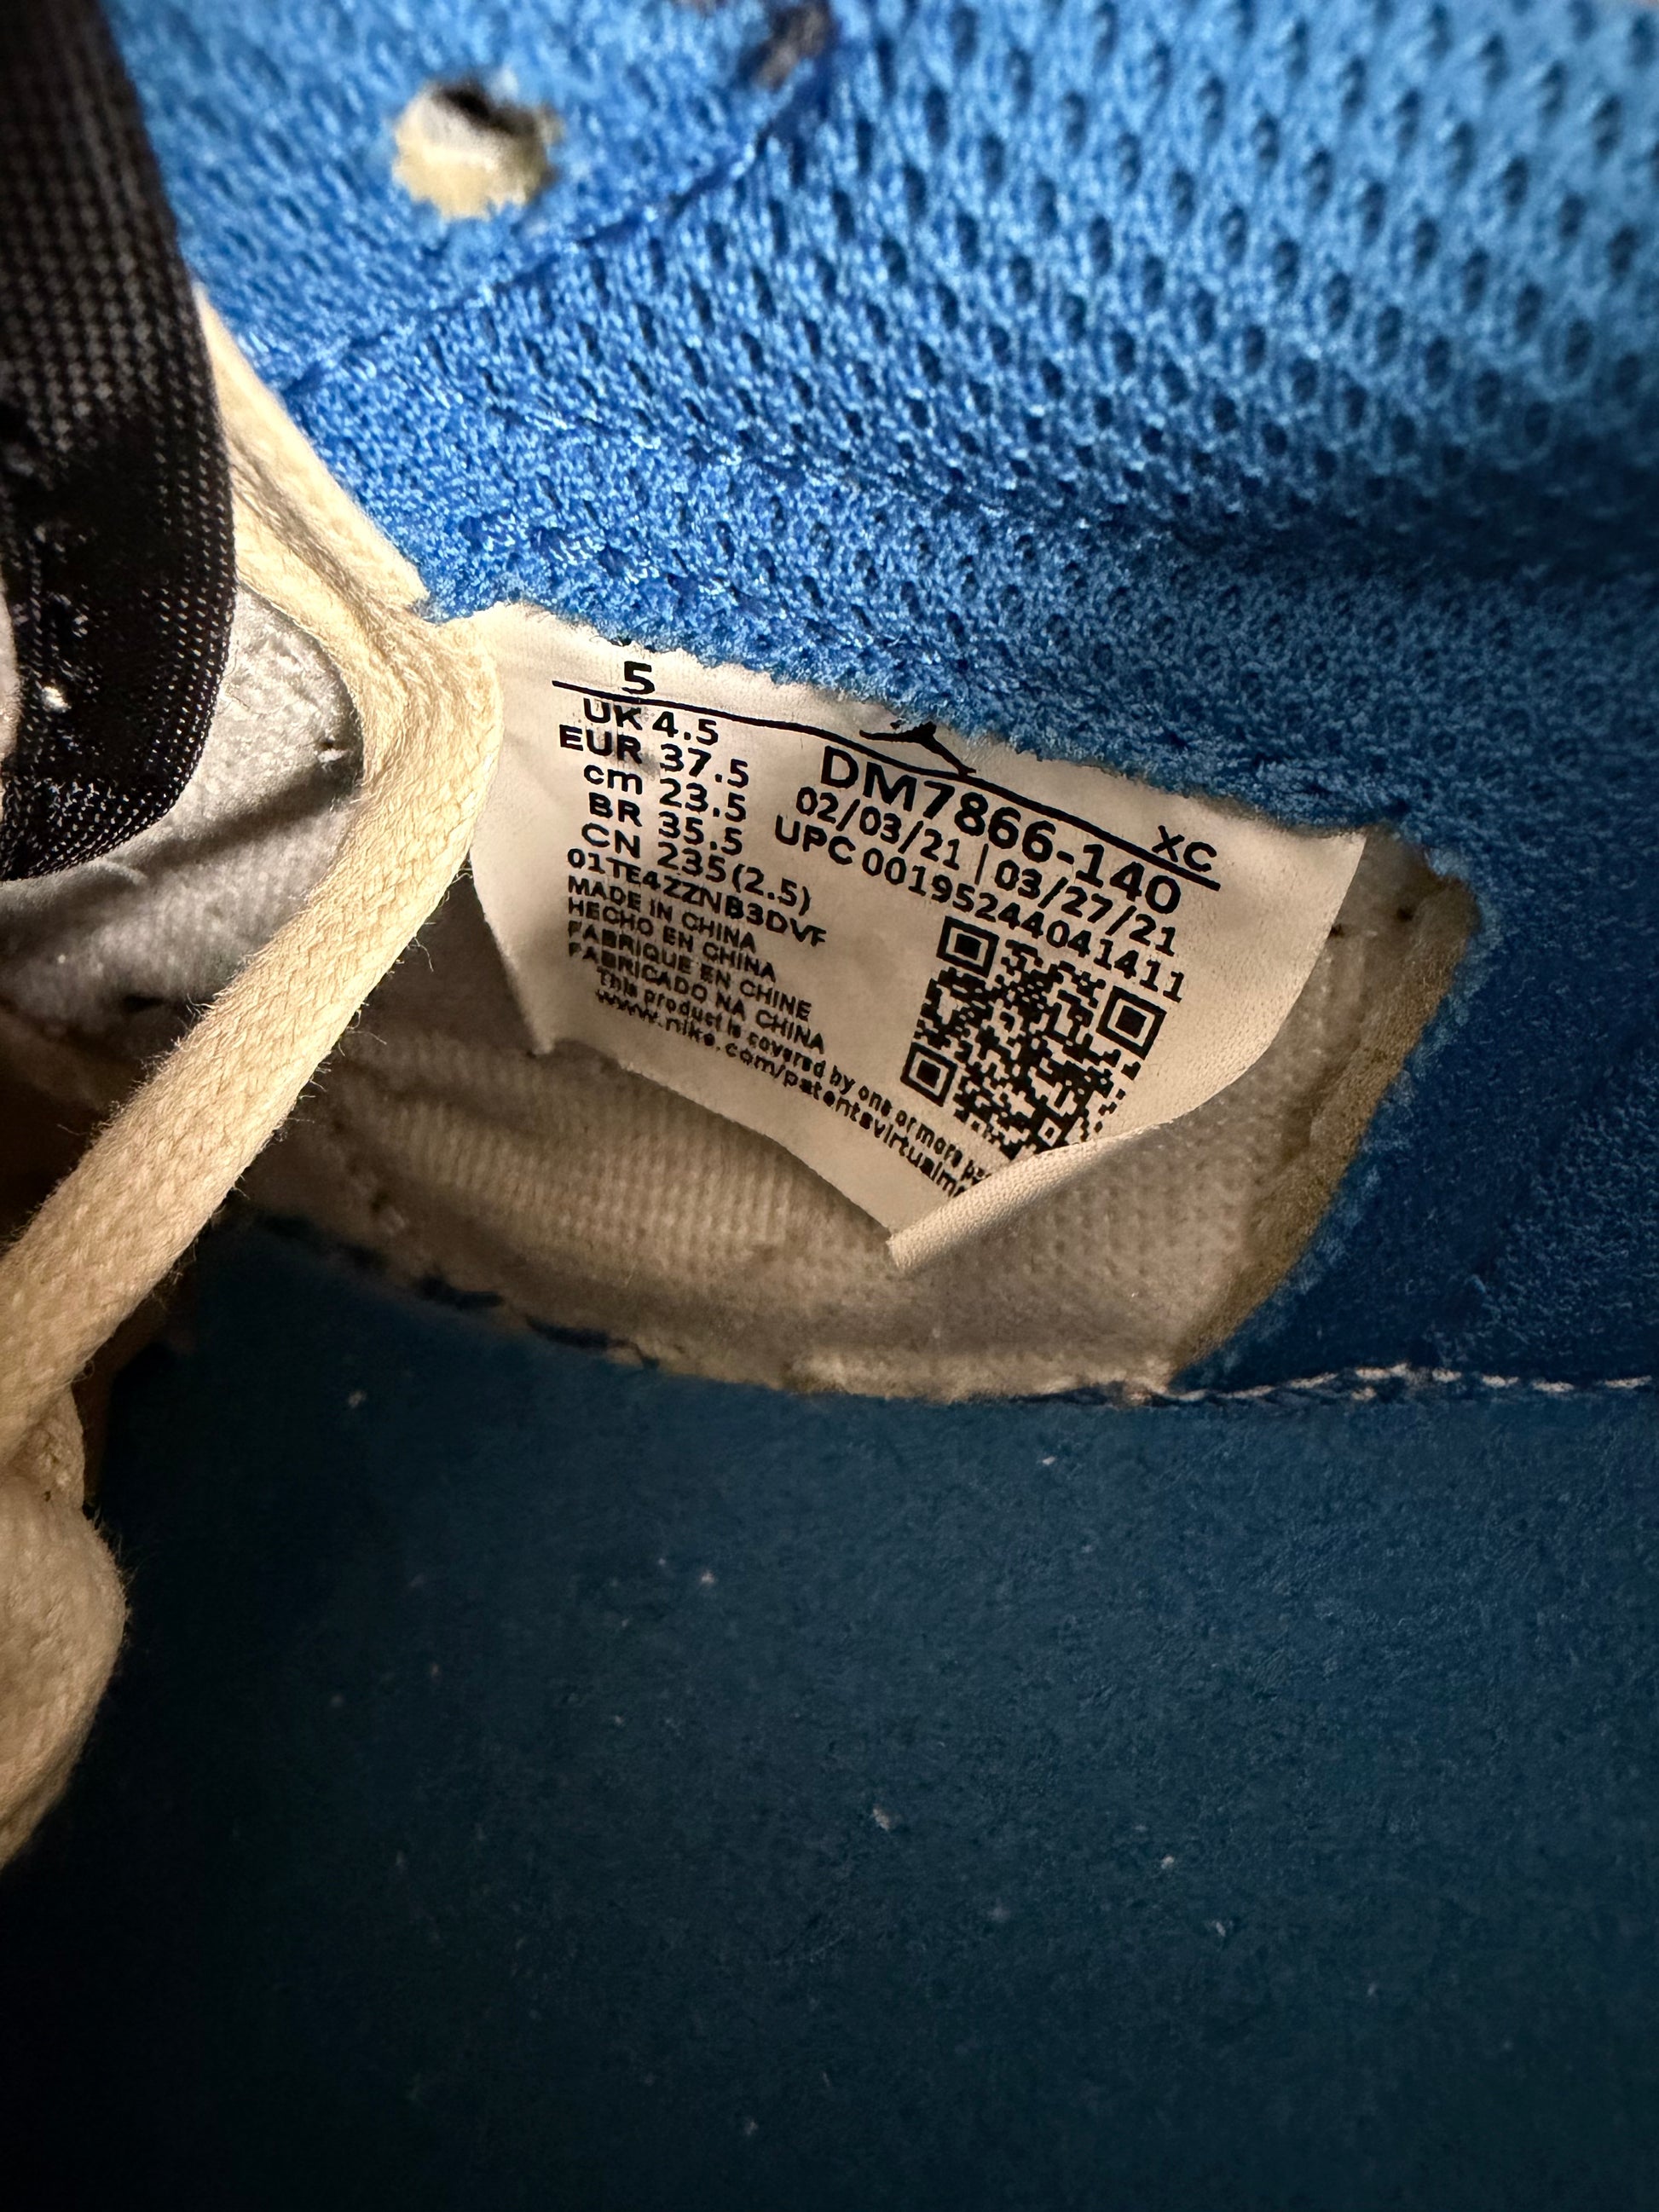 5
UK 4.5
EUR 37.5
cm 23.5
BR 35.5
CN 235(2.5)
01TE4ZZNB3DVF
MADE IN CHINA
HECHO EN CHINA
FABRIQUE EN CHINE
FABRICADO NA CHINA
This product is covered by one or more
www.nike.com/patentsvirtualm
XC
DM7866-140
02/03/21 | 03/27/21
UPC 00195244041411